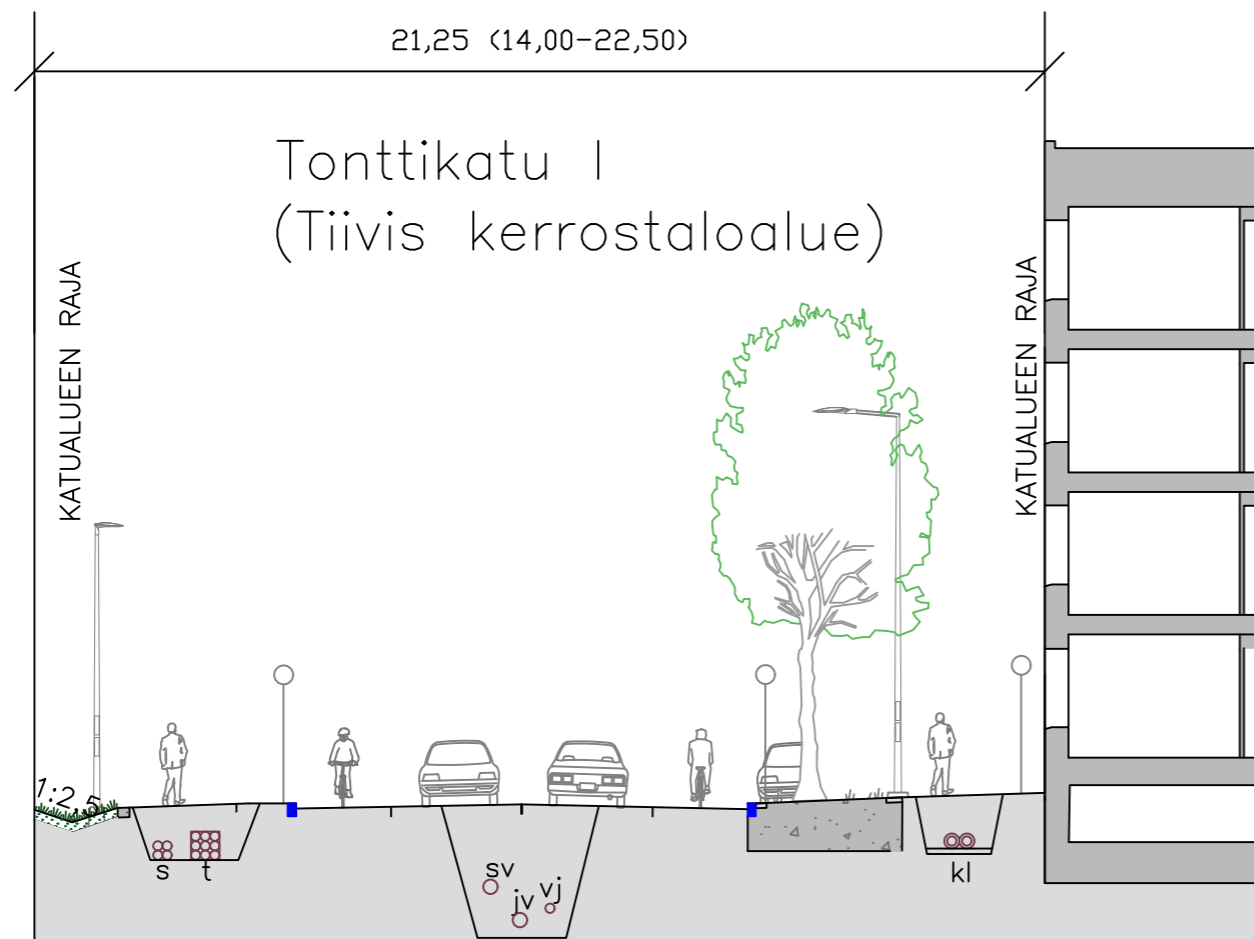 21,25 (14,00-22,50)
Tonttikatu I
(Tiivis kerrostaloalue)
KATUALUEEN RAJA
KATUALUEEN RAJA
1:2.5
s t
sv
jv vj
kl